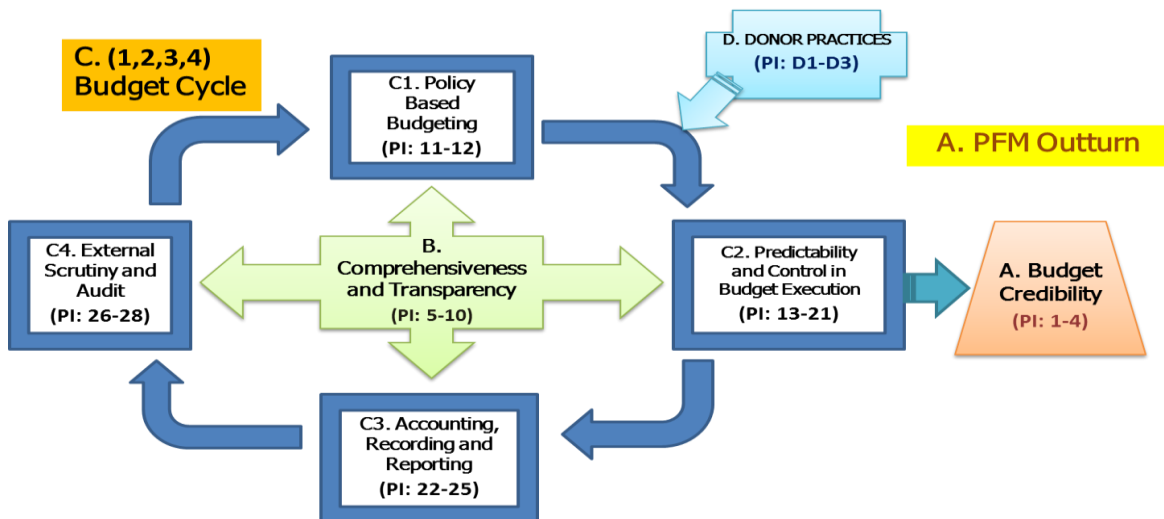 C. (1,2,3,4)
Budget Cycle
C1. Policy
Based
Budgeting
(PI: 11-12)
D. DONOR PRACTICES
(PI: D1-D3)
A. PFM Outturn
C4. External
Scrutiny and
Audit
(PI: 26-28)
B.
Comprehensiveness
and Transparency
(PI: 5-10)
C2. Predictability
and Control in
Budget Execution
(PI: 13-21)
A. Budget
Credibility
(PI: 1-4)
C3. Accounting,
Recording and
Reporting
(PI: 22-25)